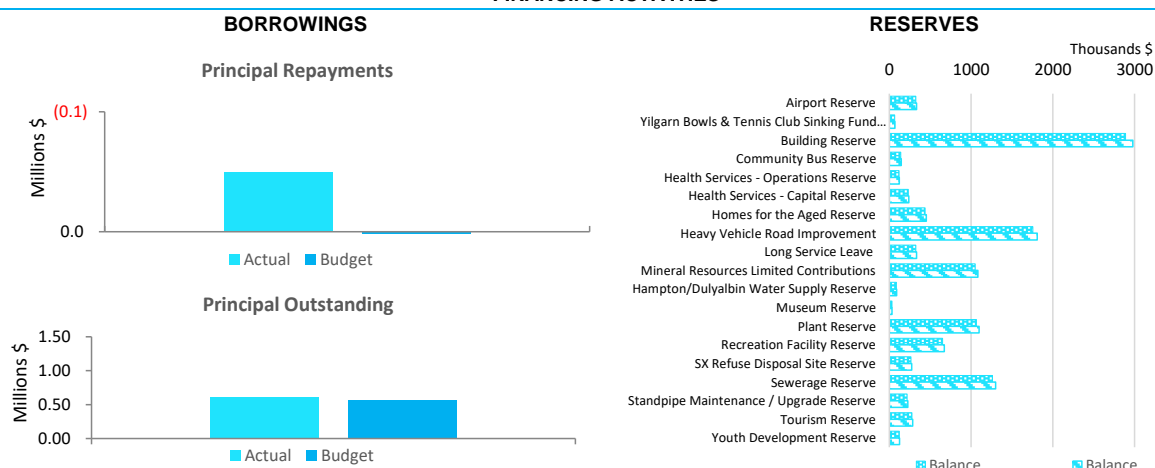 FINANCING ACTIVITIES
BORROWINGS
Principal Repayments
Millions $
(0.1)
0.0
Actual Budget
Principal Outstanding
Millions $
1.50
1.00
0.50
0.00
Actual Budget
RESERVES
Thousands $
0 1000 2000 3000
Airport Reserve
Yilgarn Bowls & Tennis Club Sinking Fund...
Building Reserve
Community Bus Reserve
Health Services - Operations Reserve
Health Services - Capital Reserve
Homes for the Aged Reserve
Heavy Vehicle Road Improvement
Long Service Leave
Mineral Resources Limited Contributions
Hampton/Dulyalbin Water Supply Reserve
Museum Reserve
Plant Reserve
Recreation Facility Reserve
SX Refuse Disposal Site Reserve
Sewerage Reserve
Standpipe Maintenance / Upgrade Reserve
Tourism Reserve
Youth Development Reserve
Balance Balance